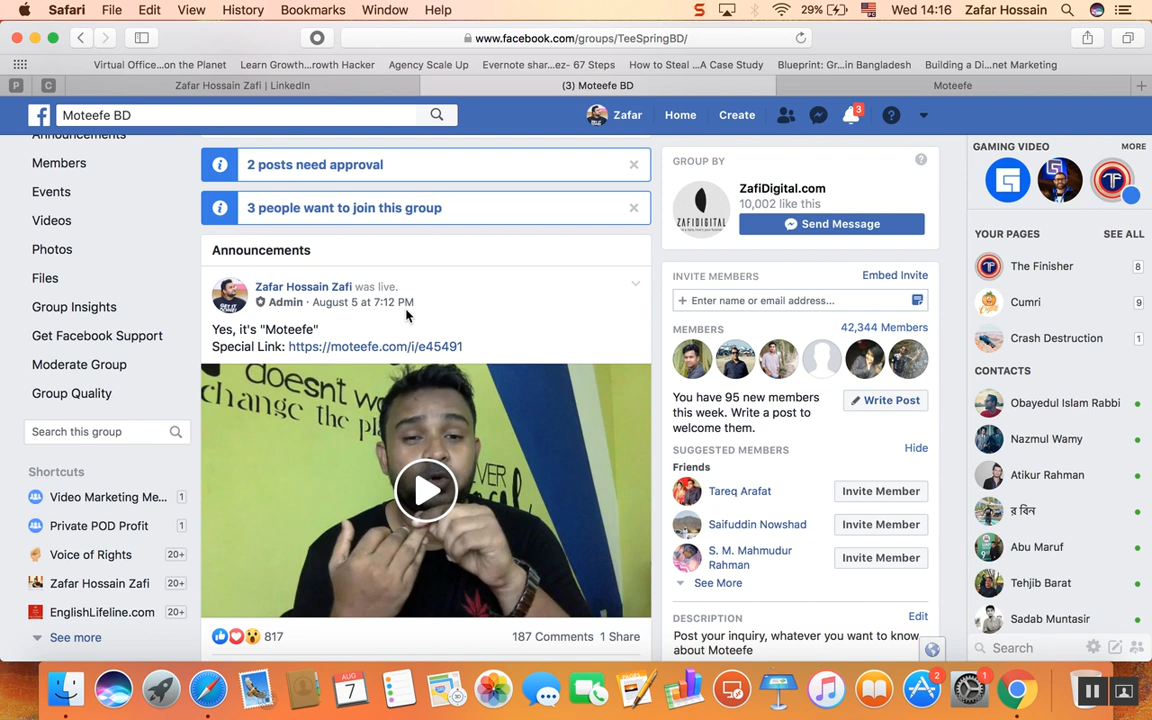 Safari File Edit View History Bookmarks Window Help 29% Wed 14:16 Zafar Hossain
www.facebook.com/groups/TeeSpringBD/
Virtual Office...on the Planet Learn Growth...rowth Hacker Agency Scale Up Evernote shar...ez- 67 Steps How to Steal ...A Case Study Blueprint: Gr...in Bangladesh Building a Di...net Marketing
P C Zafar Hossain Zafi | LinkedIn (3) Moteefe BD Moteefe
Moteefe BD Zafar Home Create 3
Announcements
Members
Events
Videos
Photos
Files
Group Insights
Get Facebook Support
Moderate Group
Group Quality
Search this group
Shortcuts
Video Marketing Me... 1
Private POD Profit 1
Voice of Rights 20+
Zafar Hossain Zafi 20+
EnglishLifeline.com 20+
See more
2 posts need approval
3 people want to join this group
Announcements
Zafar Hossain Zafi was live.
Admin · August 5 at 7:12 PM
Yes, it's "Moteefe"
Special Link: https://moteefe.com/i/e45491
doesnt
change the
EVER
817 187 Comments 1 Share
GROUP BY
ZAFIDIGITAL
ZafiDigital.com
10,002 like this
Send Message
INVITE MEMBERS Embed Invite
+ Enter name or email address...
MEMBERS 42,344 Members
You have 95 new members
this week. Write a post to
welcome them.
Write Post
SUGGESTED MEMBERS Hide
Friends
Tareq Arafat Invite Member
Saifuddin Nowshad Invite Member
S. M. Mahmudur
Rahman
Invite Member
See More
DESCRIPTION Edit
Post your inquiry, whatever you want to know
about Moteefe
GAMING VIDEO MORE
YOUR PAGES SEE ALL
The Finisher 8
Cumri 9
Crash Destruction 1
CONTACTS
Obayedul Islam Rabbi
Nazmul Wamy
Atikur Rahman
র বিন
Abu Maruf
Tehjib Barat
Sadab Muntasir
Search
AUG
7
2
1